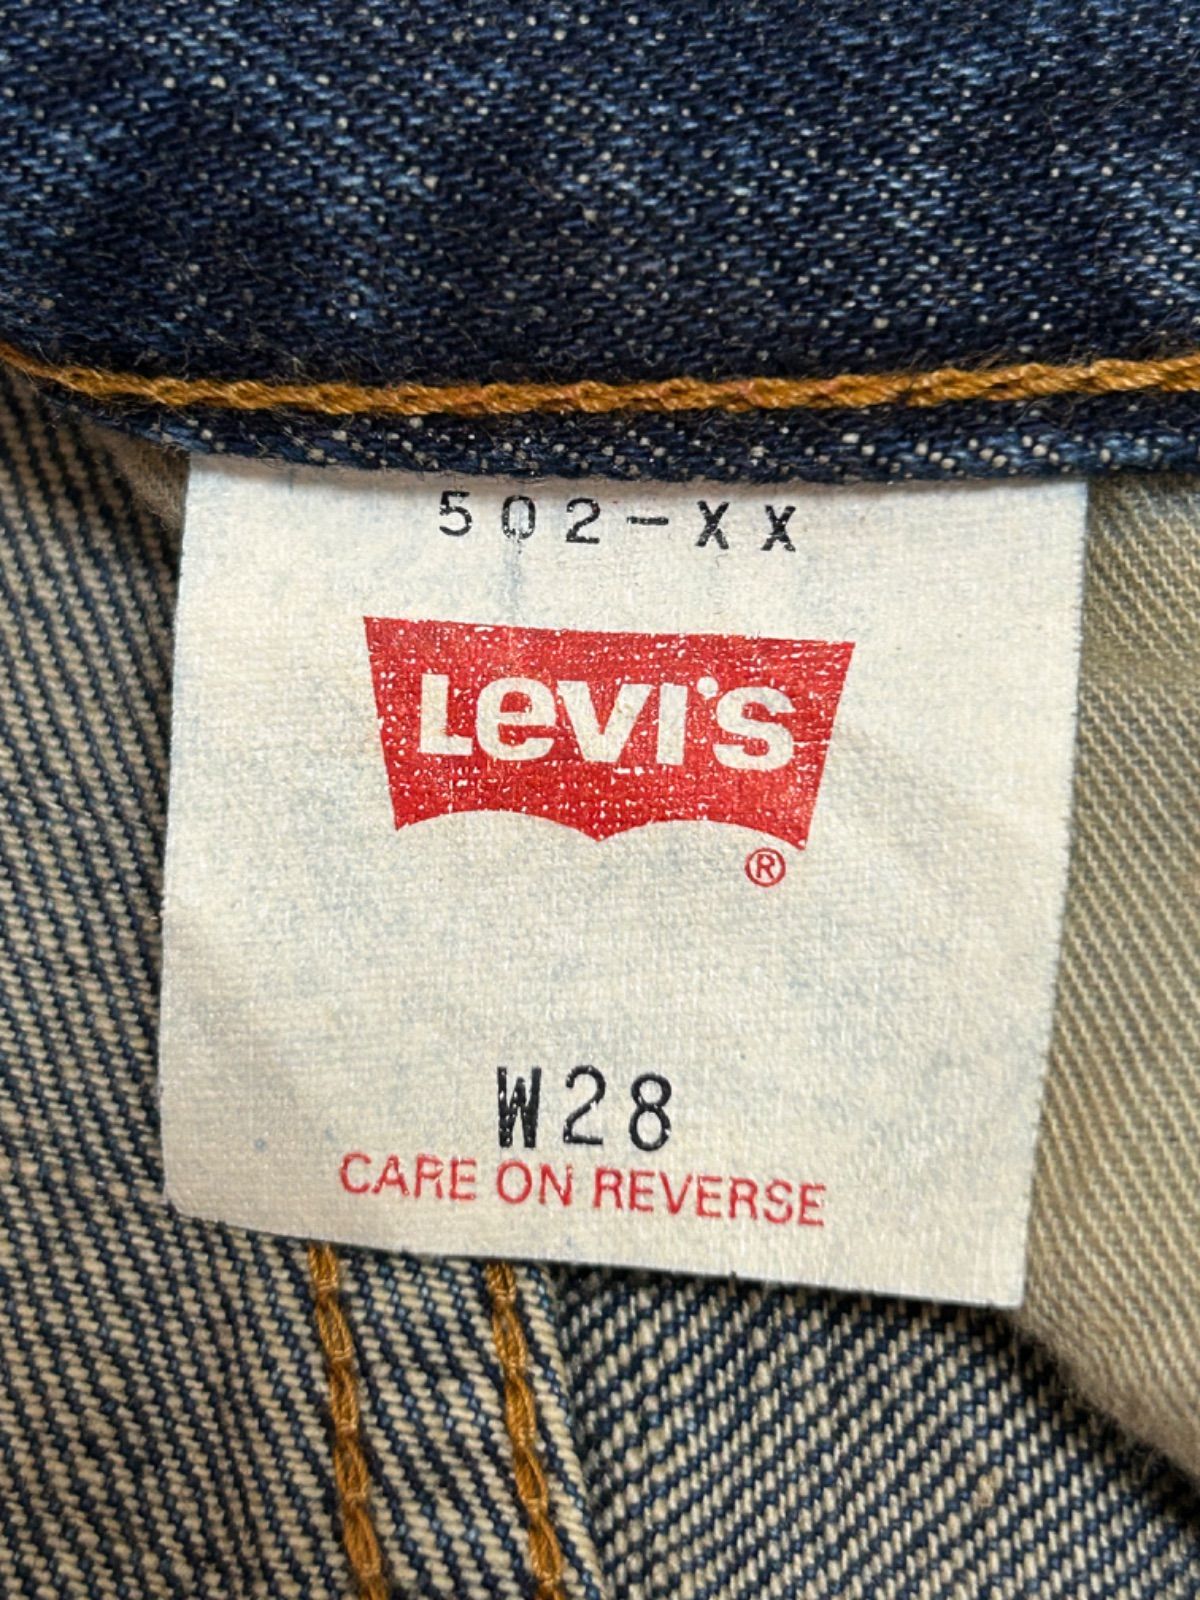 502-XX
Levi's
®
W28
CARE ON REVERSE